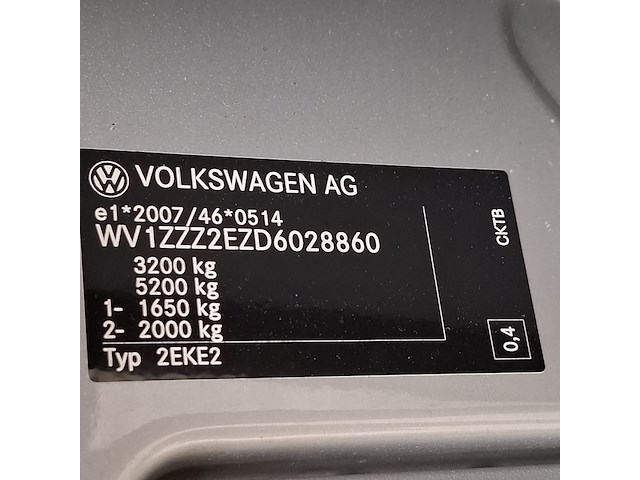 VOLKSWAGEN AG
e1*2007/46*0514
WV1ZZZ2EZD6028860
3200 kg
5200 kg
1- 1650 kg
2- 2000 kg
Typ 2EKE2
CKTB
0,4